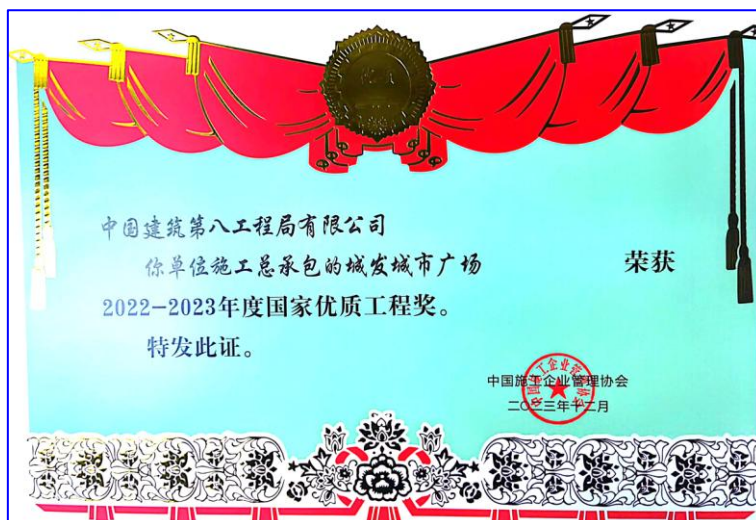 中国建筑第八工程局有限公司
你单位施工总承包的城发城市广场 荣获
2022-2023年度国家优质工程奖。
特发此证。
中国施工企业管理协会
二〇二三年十二月